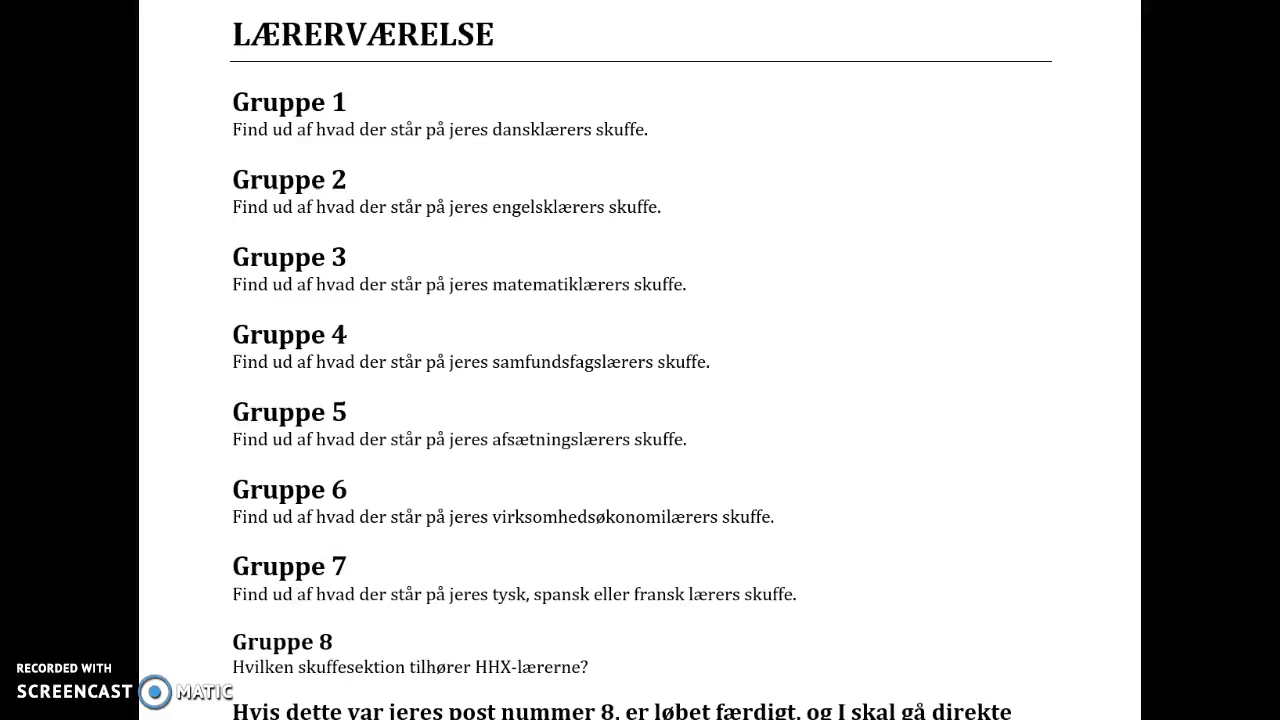 LÆRERVÆRELSE
Gruppe 1
Find ud af hvad der står på jeres dansklærers skuffe.
Gruppe 2
Find ud af hvad der står på jeres engelsklærers skuffe.
Gruppe 3
Find ud af hvad der står på jeres matematiklærers skuffe.
Gruppe 4
Find ud af hvad der står på jeres samfundsfagslærers skuffe.
Gruppe 5
Find ud af hvad der står på jeres afsætningslærers skuffe.
Gruppe 6
Find ud af hvad der står på jeres virksomhedsøkonomilærers skuffe.
Gruppe 7
Find ud af hvad der står på jeres tysk, spansk eller fransk lærers skuffe.
Gruppe 8
Hvilken skuffesektion tilhører HHX-lærerne?
Hvis dette var jeres post nummer 8, er løbet færdigt, og I skal gå direkte
RECORDED WITH
SCREENCAST MATIC